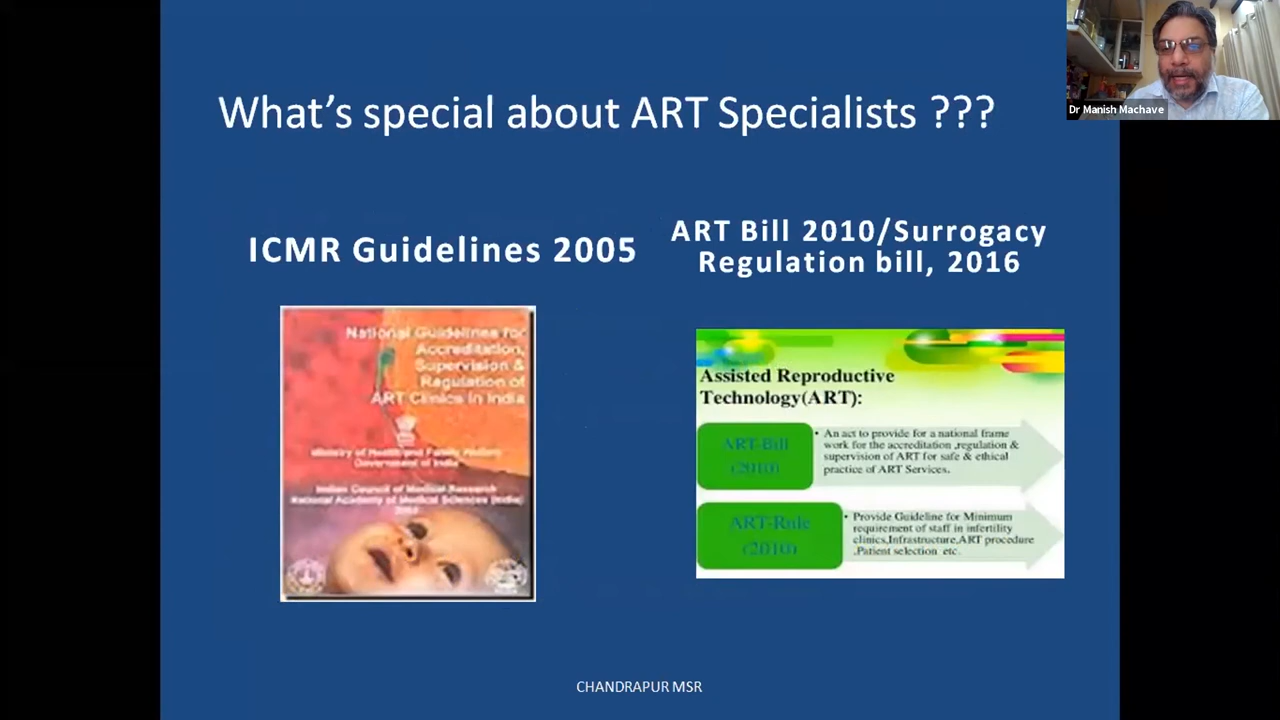 What's special about ART Specialists ???
Dr Manish Machave
ICMR Guidelines 2005
ART Bill 2010/Surrogacy
Regulation bill, 2016
National Guidelines for
Accreditation,
Supervision &
Regulation of
ART Clinics in India
Ministry of Health and Family Welfare
Government of India
Indian Council of Medical Research
National Academy of Medical Sciences (India)
Assisted Reproductive
Technology(ART):
ART-Bill
(2010)
• An act to provide for a national frame
work for the accreditation ,regulation &
supervision of ART for safe & ethical
practice of ART Services.
ART-Rule
(2010)
• Provide Guideline for Minimum
requirement of staff in infertility
clinics,Infrastructure,ART procedure
,Patient selection etc.
CHANDRAPUR MSR